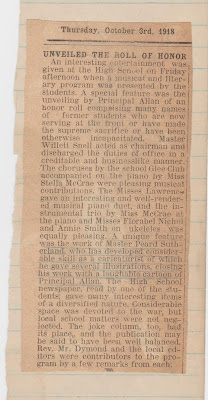 Thursday, October 3rd, 1918
UNVEILED THE ROLL OF HONOR
An interesting entertainment was
given at the High School on Friday
afternoon when a musical and liter-
ary program was presented by the
students. A special feature was the
unveiling by Principal Allan of an
honor roll comprising many names
of former students who are now
serving at the front or have made
the supreme sacrifice or have been
otherwise incapacitated. Master
Willett Snell acted as chairman and
discharged the duties of office in a
creditable and businesslike manner.
The choruses by the school Glee Club
accompanied on the piano by Miss
Stella McCrae were pleasing musical
contributions. The Misses Lawrence
gave an interesting and well-render-
ed musical piano duet; and the in-
strumental trio by Miss McCrae at
the piano and Misses Florabel Nichol
and Annie Smith on ukeleles was
equally pleasing. A unique feature
was the work of Master Peard Suth-
erland, who has developed consider-
able skill as a caricaturist of which
he gave several illustrations, closing
his work with a laughable cartoon of
Principal Allan. The High School
newspaper, read by one of the stu-
dents, gave many interesting items
of a diversified nature. Considerable
space was devoted to the war, but
local school matters were not neg-
lected. The joke column, too, had
its place, and the publication may
be said to have been well balanced.
Rev. Mr. Dymond and the local ed-
itors were contributors to the pro-
gram by a few remarks from each.